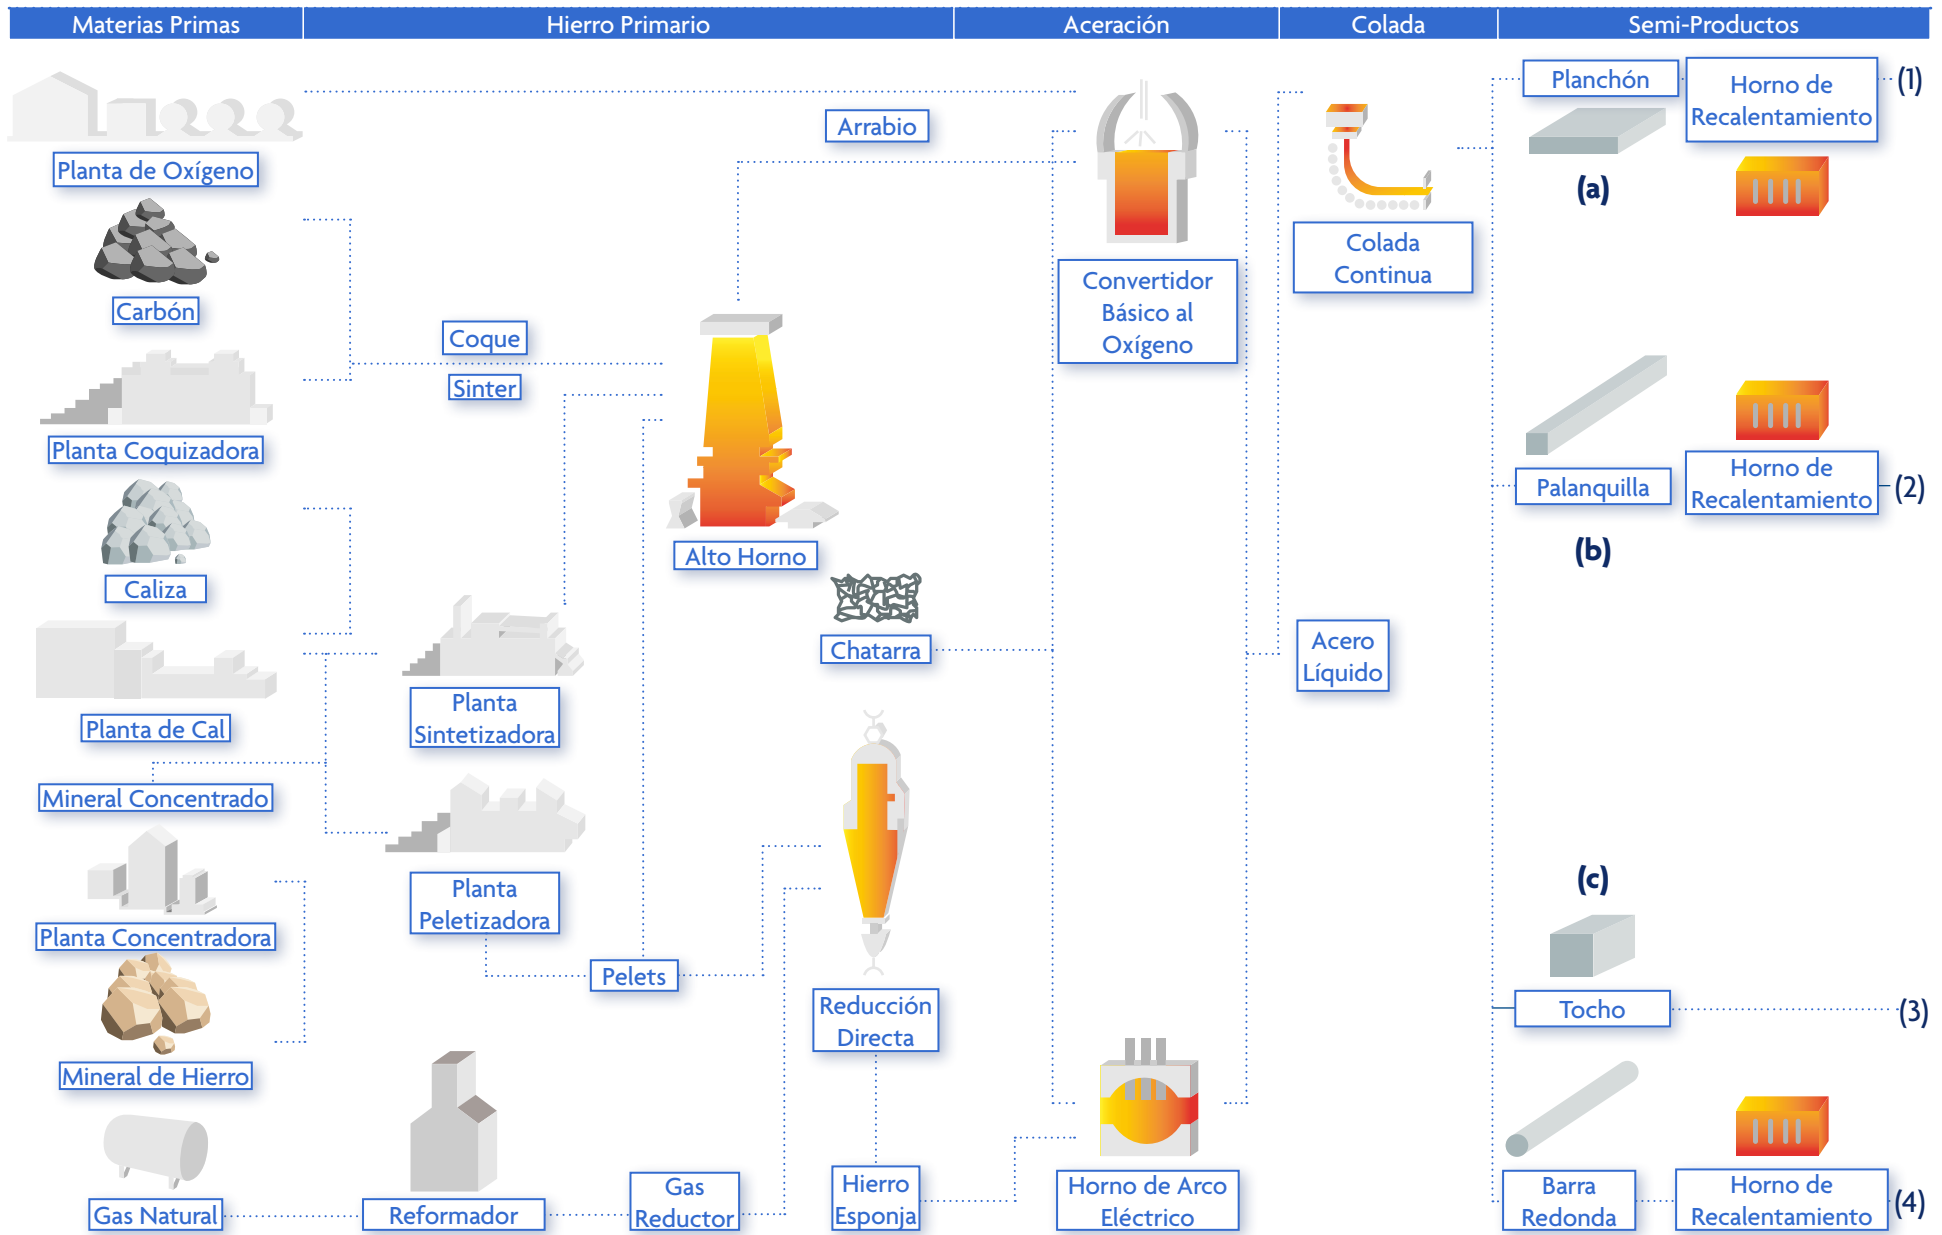 Materias Primas
Hierro Primario
Aceración
Colada
Semi-Productos
Planta de Oxígeno
Carbón
Planta Coquizadora
Caliza
Planta de Cal
Mineral Concentrado
Planta Concentradora
Mineral de Hierro
Gas Natural
Coque
Sinter
Planta
Sintetizadora
Planta
Peletizadora
Pelets
Reformador
Gas
Reductor
Arrabio
Alto Horno
Chatarra
Reducción
Directa
Hierro
Esponja
Convertidor
Básico al
Oxígeno
Horno de Arco
Eléctrico
Colada
Continua
Acero
Líquido
Planchón
Horno de
Recalentamiento
(1)
(a)
Palanquilla
Horno de
Recalentamiento
(2)
(b)
(c)
Tocho
(3)
Barra
Redonda
Horno de
Recalentamiento
(4)